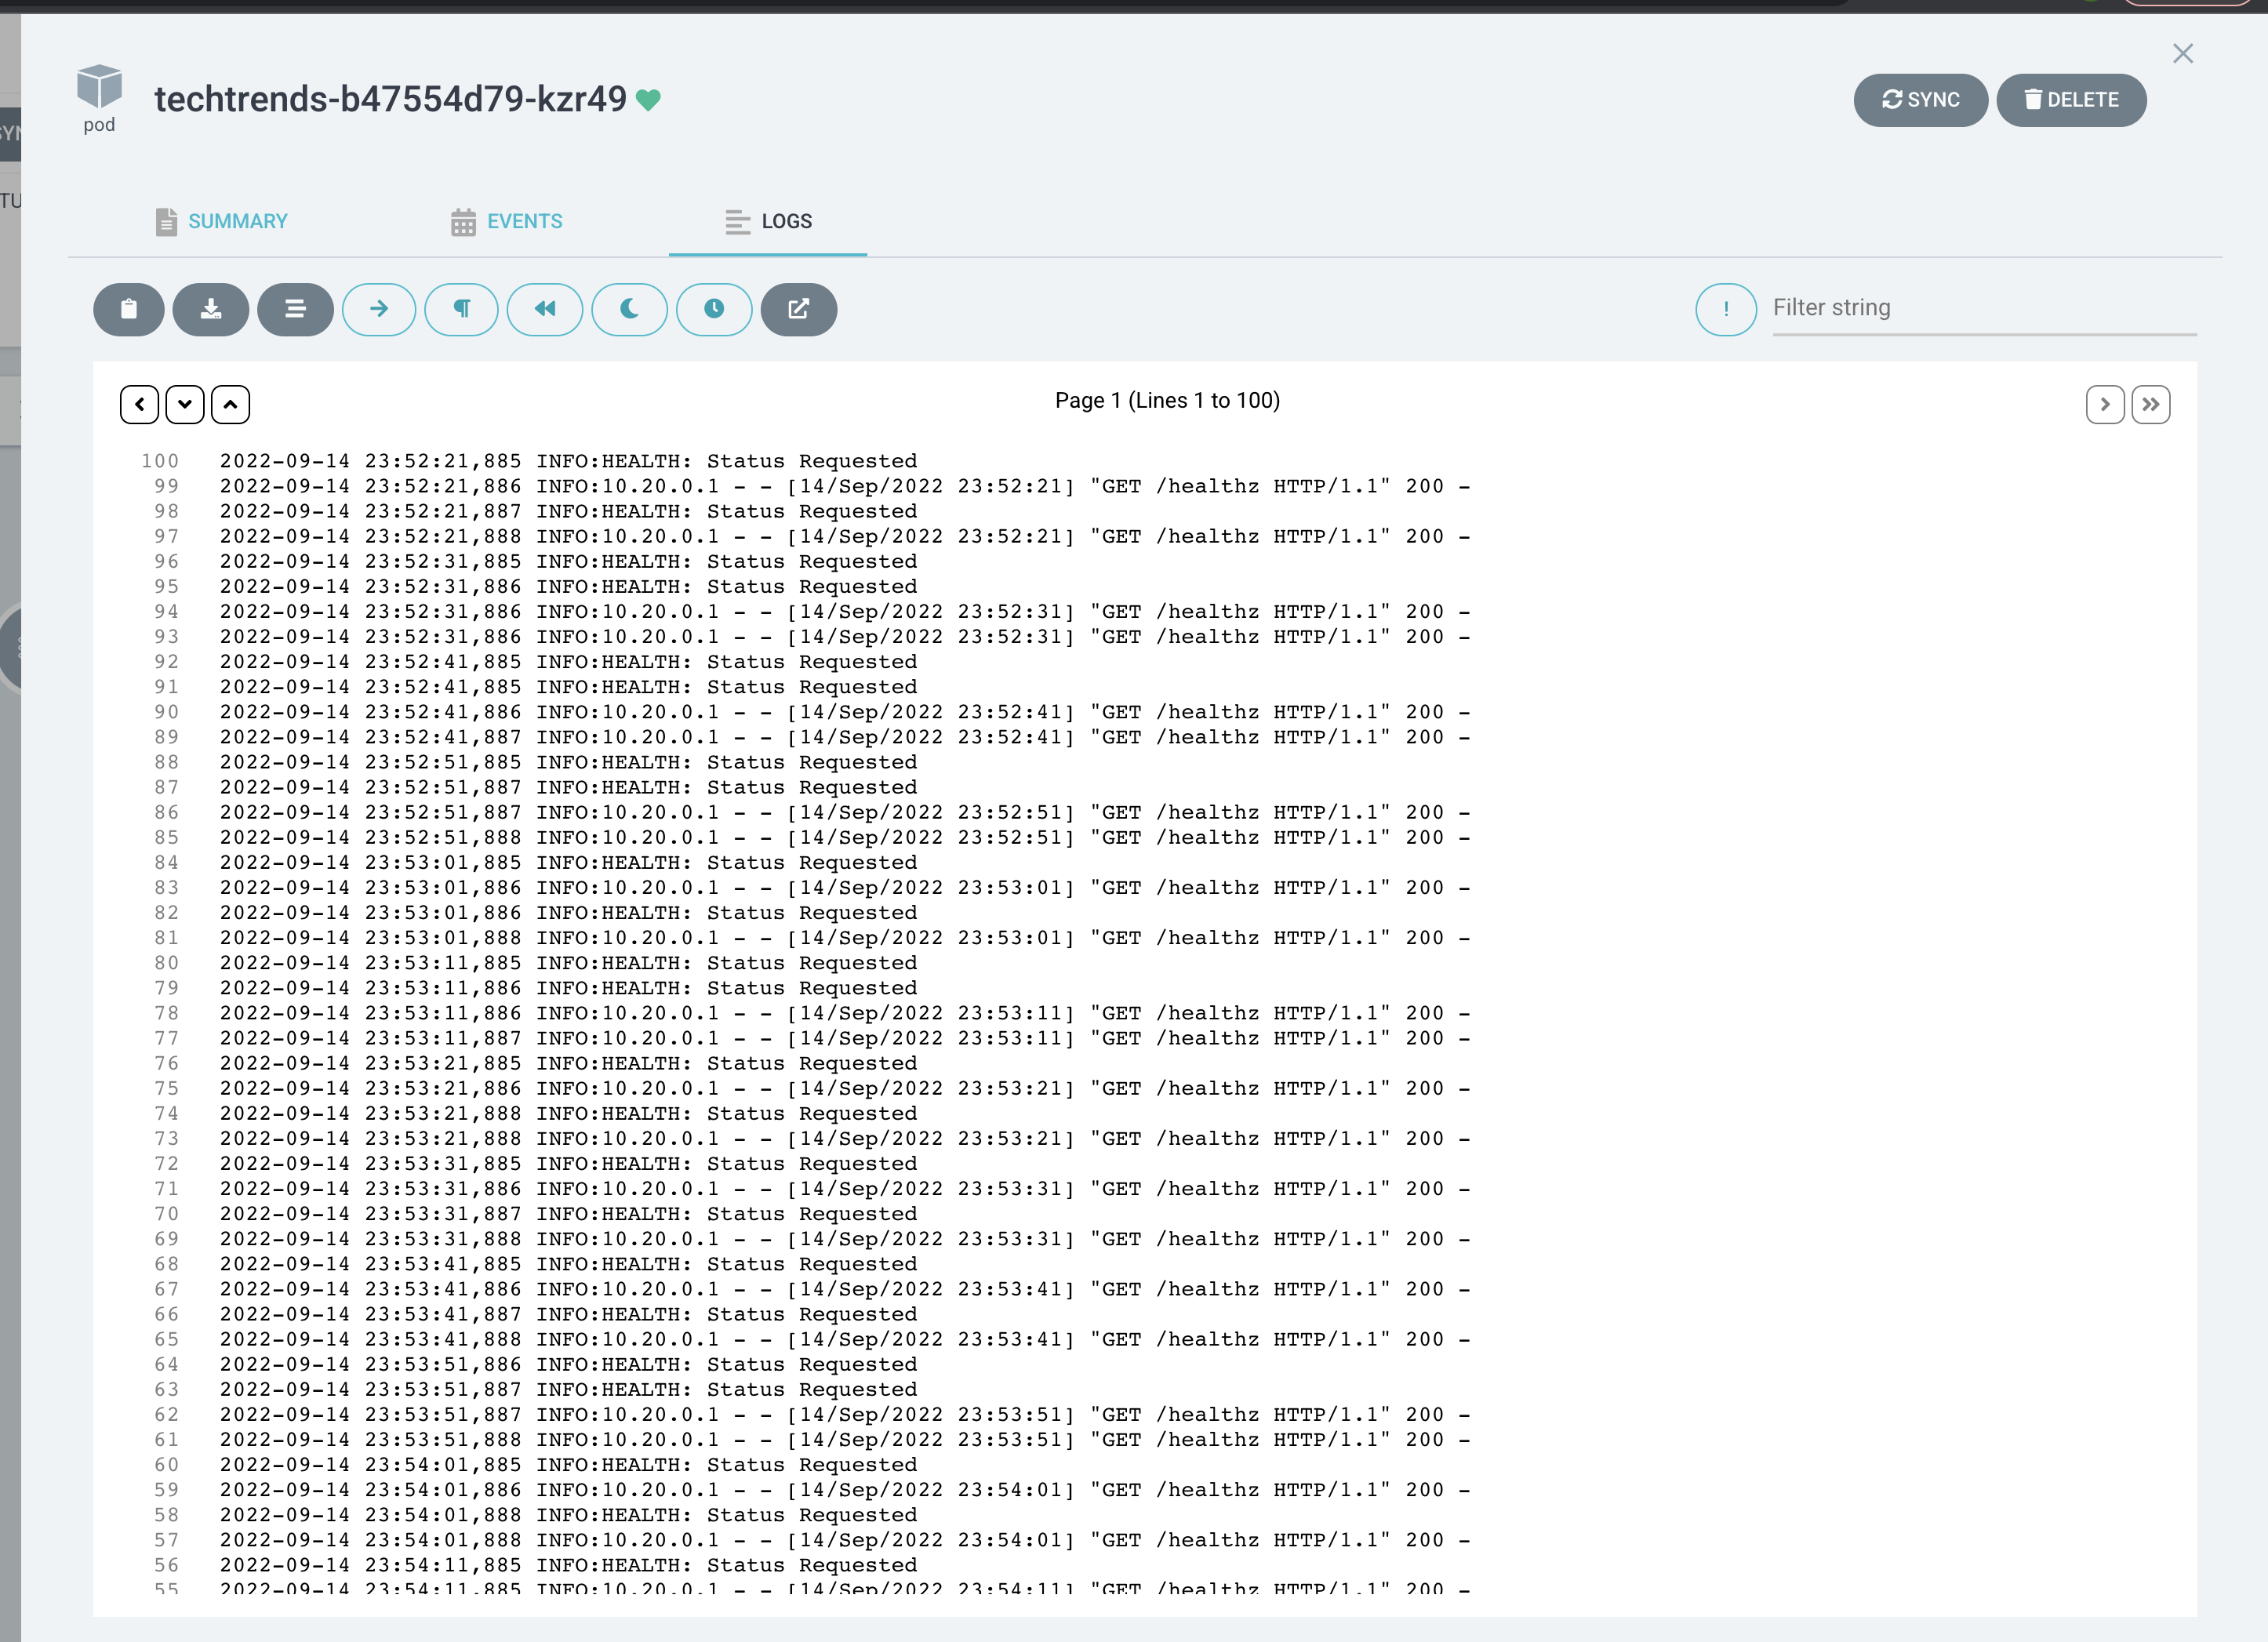 techtrends-b47554d79-kzr49
pod
SYNC
DELETE
SUMMARY
EVENTS
LOGS
Filter string
Page 1 (Lines 1 to 100)
100 2022-09-14 23:52:21,885 INFO:HEALTH: Status Requested
99 2022-09-14 23:52:21,886 INFO:10.20.0.1 - - [14/Sep/2022 23:52:21] "GET /healthz HTTP/1.1" 200 -
98 2022-09-14 23:52:21,887 INFO:HEALTH: Status Requested
97 2022-09-14 23:52:21,888 INFO:10.20.0.1 - - [14/Sep/2022 23:52:21] "GET /healthz HTTP/1.1" 200 -
96 2022-09-14 23:52:31,885 INFO:HEALTH: Status Requested
95 2022-09-14 23:52:31,886 INFO:HEALTH: Status Requested
94 2022-09-14 23:52:31,886 INFO:10.20.0.1 - - [14/Sep/2022 23:52:31] "GET /healthz HTTP/1.1" 200 -
93 2022-09-14 23:52:31,886 INFO:10.20.0.1 - - [14/Sep/2022 23:52:31] "GET /healthz HTTP/1.1" 200 -
92 2022-09-14 23:52:41,885 INFO:HEALTH: Status Requested
91 2022-09-14 23:52:41,885 INFO:HEALTH: Status Requested
90 2022-09-14 23:52:41,886 INFO:10.20.0.1 - - [14/Sep/2022 23:52:41] "GET /healthz HTTP/1.1" 200 -
89 2022-09-14 23:52:41,887 INFO:10.20.0.1 - - [14/Sep/2022 23:52:41] "GET /healthz HTTP/1.1" 200 -
88 2022-09-14 23:52:51,885 INFO:HEALTH: Status Requested
87 2022-09-14 23:52:51,887 INFO:HEALTH: Status Requested
86 2022-09-14 23:52:51,887 INFO:10.20.0.1 - - [14/Sep/2022 23:52:51] "GET /healthz HTTP/1.1" 200 -
85 2022-09-14 23:52:51,888 INFO:10.20.0.1 - - [14/Sep/2022 23:52:51] "GET /healthz HTTP/1.1" 200 -
84 2022-09-14 23:53:01,885 INFO:HEALTH: Status Requested
83 2022-09-14 23:53:01,886 INFO:10.20.0.1 - - [14/Sep/2022 23:53:01] "GET /healthz HTTP/1.1" 200 -
82 2022-09-14 23:53:01,886 INFO:HEALTH: Status Requested
81 2022-09-14 23:53:01,888 INFO:10.20.0.1 - - [14/Sep/2022 23:53:01] "GET /healthz HTTP/1.1" 200 -
80 2022-09-14 23:53:11,885 INFO:HEALTH: Status Requested
79 2022-09-14 23:53:11,886 INFO:HEALTH: Status Requested
78 2022-09-14 23:53:11,886 INFO:10.20.0.1 - - [14/Sep/2022 23:53:11] "GET /healthz HTTP/1.1" 200 -
77 2022-09-14 23:53:11,887 INFO:10.20.0.1 - - [14/Sep/2022 23:53:11] "GET /healthz HTTP/1.1" 200 -
76 2022-09-14 23:53:21,885 INFO:HEALTH: Status Requested
75 2022-09-14 23:53:21,886 INFO:10.20.0.1 - - [14/Sep/2022 23:53:21] "GET /healthz HTTP/1.1" 200 -
74 2022-09-14 23:53:21,888 INFO:HEALTH: Status Requested
73 2022-09-14 23:53:21,888 INFO:10.20.0.1 - - [14/Sep/2022 23:53:21] "GET /healthz HTTP/1.1" 200 -
72 2022-09-14 23:53:31,885 INFO:HEALTH: Status Requested
71 2022-09-14 23:53:31,886 INFO:10.20.0.1 - - [14/Sep/2022 23:53:31] "GET /healthz HTTP/1.1" 200 -
70 2022-09-14 23:53:31,887 INFO:HEALTH: Status Requested
69 2022-09-14 23:53:31,888 INFO:10.20.0.1 - - [14/Sep/2022 23:53:31] "GET /healthz HTTP/1.1" 200 -
68 2022-09-14 23:53:41,885 INFO:HEALTH: Status Requested
67 2022-09-14 23:53:41,886 INFO:10.20.0.1 - - [14/Sep/2022 23:53:41] "GET /healthz HTTP/1.1" 200 -
66 2022-09-14 23:53:41,887 INFO:HEALTH: Status Requested
65 2022-09-14 23:53:41,888 INFO:10.20.0.1 - - [14/Sep/2022 23:53:41] "GET /healthz HTTP/1.1" 200 -
64 2022-09-14 23:53:51,886 INFO:HEALTH: Status Requested
63 2022-09-14 23:53:51,887 INFO:HEALTH: Status Requested
62 2022-09-14 23:53:51,887 INFO:10.20.0.1 - - [14/Sep/2022 23:53:51] "GET /healthz HTTP/1.1" 200 -
61 2022-09-14 23:53:51,888 INFO:10.20.0.1 - - [14/Sep/2022 23:53:51] "GET /healthz HTTP/1.1" 200 -
60 2022-09-14 23:54:01,885 INFO:HEALTH: Status Requested
59 2022-09-14 23:54:01,886 INFO:10.20.0.1 - - [14/Sep/2022 23:54:01] "GET /healthz HTTP/1.1" 200 -
58 2022-09-14 23:54:01,888 INFO:HEALTH: Status Requested
57 2022-09-14 23:54:01,888 INFO:10.20.0.1 - - [14/Sep/2022 23:54:01] "GET /healthz HTTP/1.1" 200 -
56 2022-09-14 23:54:11,885 INFO:HEALTH: Status Requested
55 2022-09-14 23:54:11,885 INFO:10.20.0.1 - - [14/Sep/2022 23:54:11] "GET /healthz HTTP/1.1" 200 -